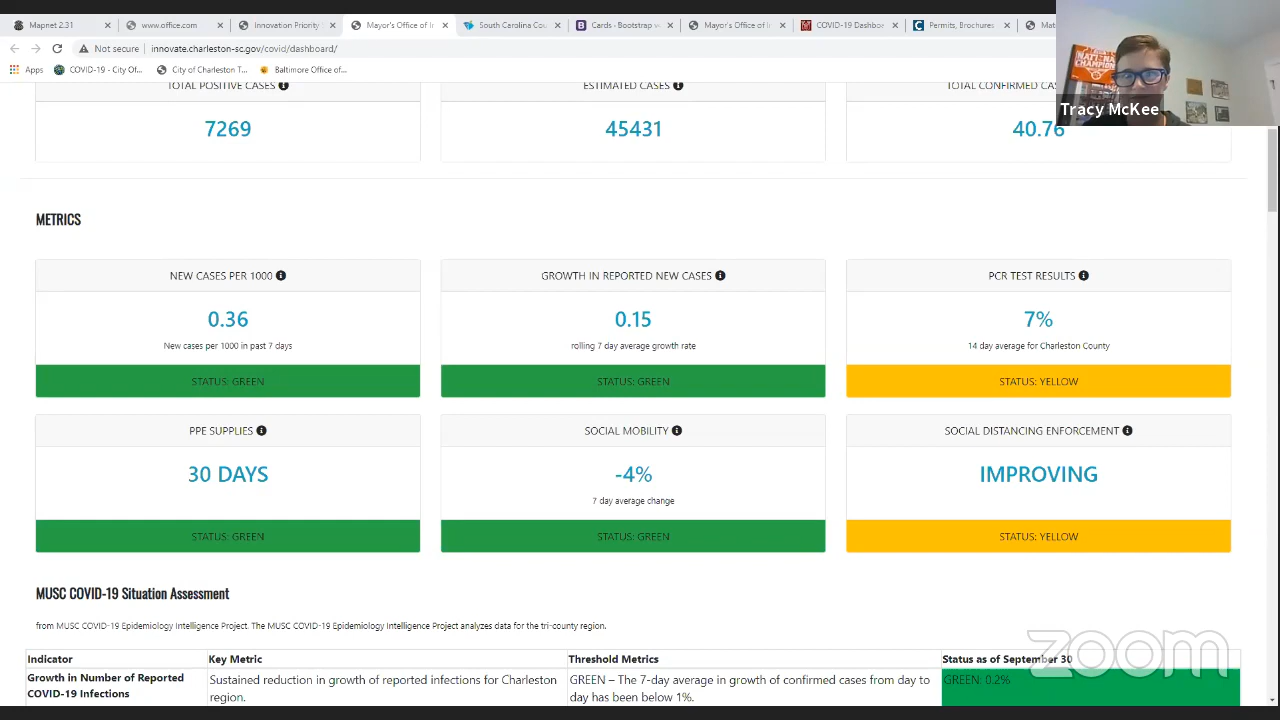 Mapnet 2.31
www.office.com
Innovation Priority
Mayor's Office of I
South Carolina Cou
Cards · Bootstrap v
Mayor's Office of I
COVID-19 Dashbo
Permits, Brochures
Mat
Not secure | innovate.charleston-sc.gov/covid/dashboard/
Apps
COVID-19 - City Of...
City of Charleston T...
Baltimore Office of...
NATIONAL
CHAMPION
Tracy McKee
TOTAL POSITIVE CASES
ESTIMATED CASES
TOTAL CONFIRMED CAS
7269
45431
40.76
METRICS
NEW CASES PER 1000
GROWTH IN REPORTED NEW CASES
PCR TEST RESULTS
0.36
0.15
7%
New cases per 1000 in past 7 days
rolling 7 day average growth rate
14 day average for Charleston County
STATUS: GREEN
STATUS: GREEN
STATUS: YELLOW
PPE SUPPLIES
SOCIAL MOBILITY
SOCIAL DISTANCING ENFORCEMENT
30 DAYS
-4%
IMPROVING
7 day average change
STATUS: GREEN
STATUS: GREEN
STATUS: YELLOW
MUSC COVID-19 Situation Assessment
from MUSC COVID-19 Epidemiology Intelligence Project. The MUSC COVID-19 Epidemiology Intelligence Project analyzes data for the tri-county region.
zoom
Indicator
Key Metric
Threshold Metrics
Status as of September 30
Growth in Number of Reported
COVID-19 Infections
Sustained reduction in growth of reported infections for Charleston
region.
GREEN – The 7-day average in growth of confirmed cases from day to
day has been below 1%.
GREEN: 0.2%